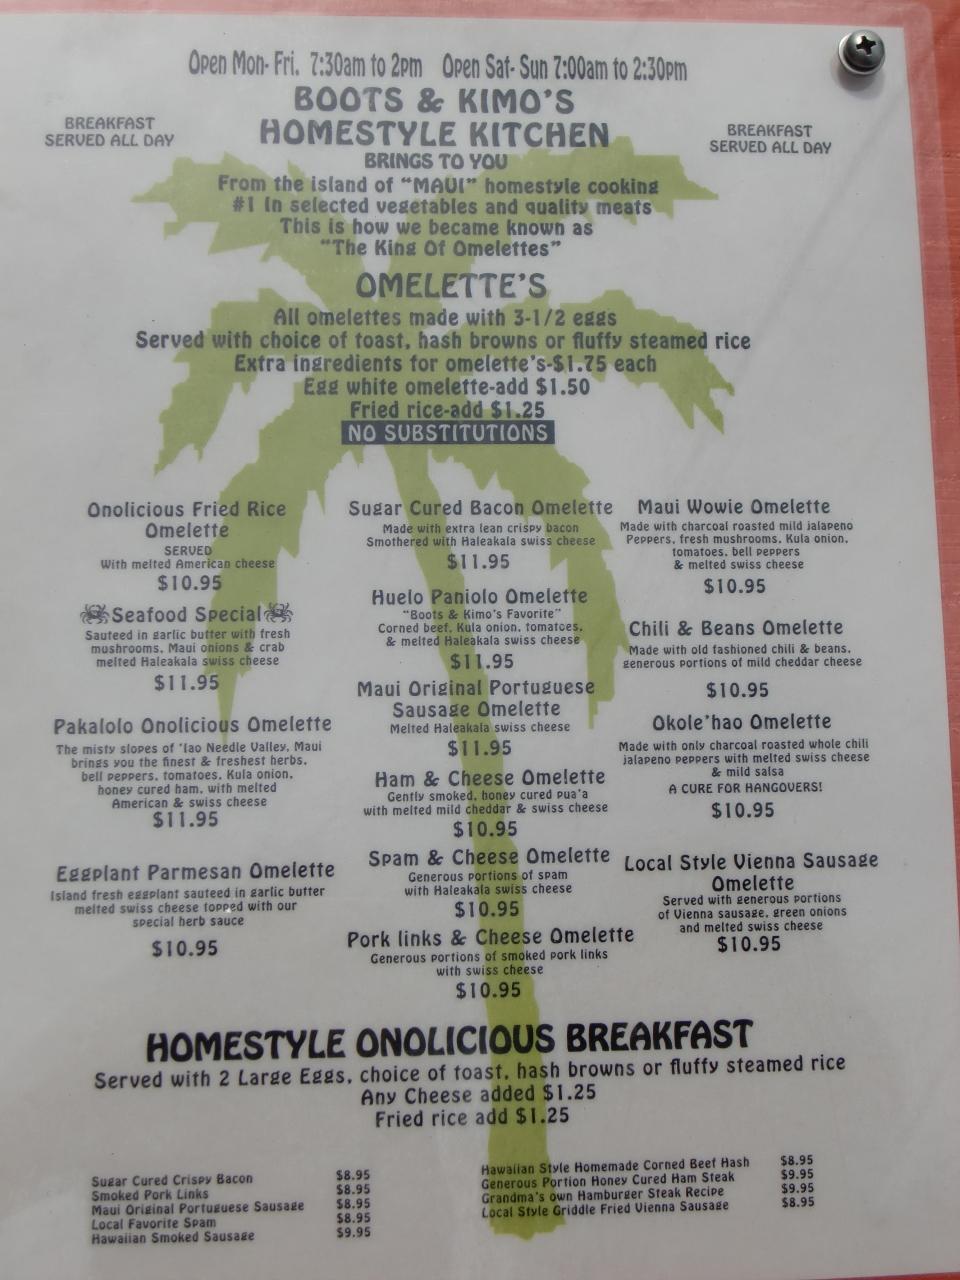 Open Mon- Fri. 7:30am to 2pm Open Sat- Sun 7:00am to 2:30pm
BOOTS & KIMO'S
HOMESTYLE KITCHEN
BREAKFAST
SERVED ALL DAY
BREAKFAST
SERVED ALL DAY
BRINGS TO YOU
From the island of "MAUI" homestyle cooking
#1 In selected vegetables and quality meats
This is how we became known as
"The King Of Omelettes"
OMELETTE'S
All omelettes made with 3-1/2 eggs
Served with choice of toast, hash browns or fluffy steamed rice
Extra ingredients for omelette's-$1.75 each
Egg white omelette-add $1.50
Fried rice-add $1.25
NO SUBSTITUTIONS
Onolicious Fried Rice
Omelette
SERVED
With melted American cheese
$10.95
Seafood Special
Sauteed in garlic butter with fresh
mushrooms, Maui onions & crab
melted Haleakala swiss cheese
$11.95
Pakalolo Onolicious Omelette
The misty slopes of 'Iao Needle Valley, Maui
brings you the finest & freshest herbs,
bell peppers, tomatoes, Kula onion,
honey cured ham, with melted
American & swiss cheese
$11.95
Eggplant Parmesan Omelette
Island fresh eggplant sauteed in garlic butter
melted swiss cheese topped with our
special herb sauce
$10.95
Sugar Cured Bacon Omelette
Made with extra lean crispy bacon
Smothered with Haleakala swiss cheese
$11.95
Huelo Paniolo Omelette
"Boots & Kimo's Favorite"
Corned beef, Kula onion, tomatoes,
& melted Haleakala swiss cheese
$11.95
Maui Original Portuguese
Sausage Omelette
Melted Haleakala swiss cheese
$11.95
Ham & Cheese Omelette
Gently smoked, honey cured pua'a
with melted mild cheddar & swiss cheese
$10.95
Spam & Cheese Omelette
Generous portions of spam
with Haleakala swiss cheese
$10.95
Pork links & Cheese Omelette
Generous portions of smoked pork links
with swiss cheese
$10.95
Maui Wowie Omelette
Made with charcoal roasted mild jalapeno
Peppers, fresh mushrooms, Kula onion,
tomatoes, bell peppers
& melted swiss cheese
$10.95
Chili & Beans Omelette
Made with old fashioned chili & beans,
generous portions of mild cheddar cheese
$10.95
Okole'hao Omelette
Made with only charcoal roasted whole chili
jalapeno peppers with melted swiss cheese
& mild salsa
A CURE FOR HANGOVERS!
$10.95
Local Style Vienna Sausage
Omelette
Served with generous portions
of Vienna sausage, green onions
and melted swiss cheese
$10.95
HOMESTYLE ONOLICIOUS BREAKFAST
Served with 2 Large Eggs, choice of toast, hash browns or fluffy steamed rice
Any Cheese added $1.25
Fried rice add $1.25
Sugar Cured Crispy Bacon $8.95
Smoked Pork Links $8.95
Maui Original Portuguese Sausage $8.95
Local Favorite Spam $8.95
Hawaiian Smoked Sausage $9.95
Hawaiian Style Homemade Corned Beef Hash $8.95
Generous Portion Honey Cured Ham Steak $9.95
Grandma's own Hamburger Steak Recipe $9.95
Local Style Griddle Fried Vienna Sausage $8.95